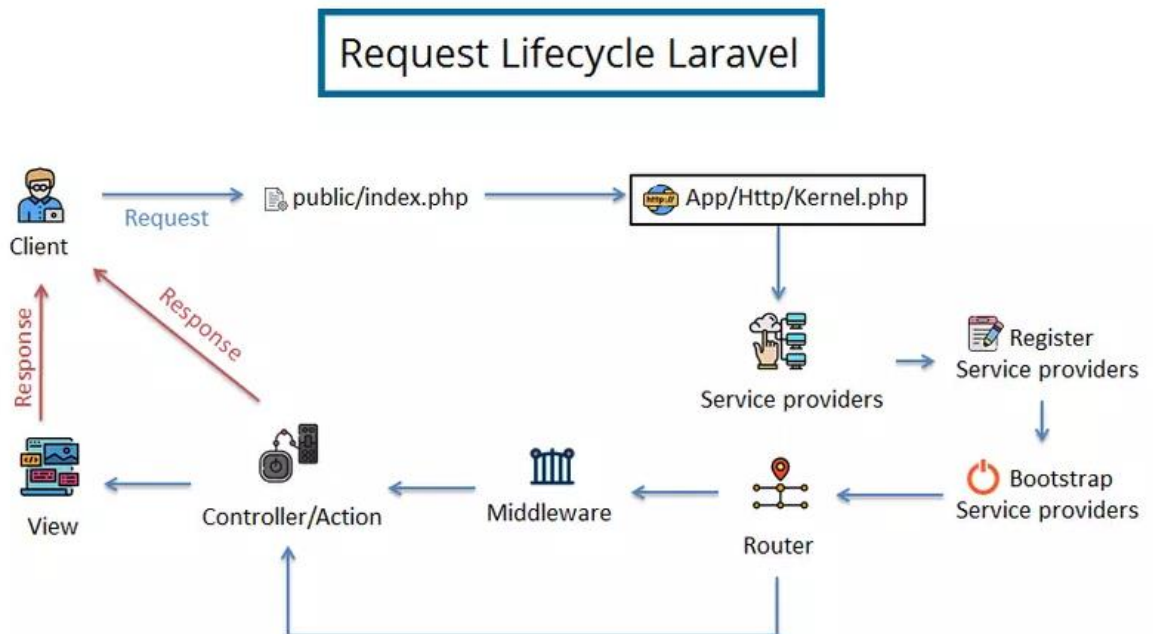 Request Lifecycle Laravel
Client
Request
public/index.php
http://
App/Http/Kernel.php
Service providers
Register
Service providers
Bootstrap
Service providers
Router
Middleware
Controller/Action
View
Response
Response